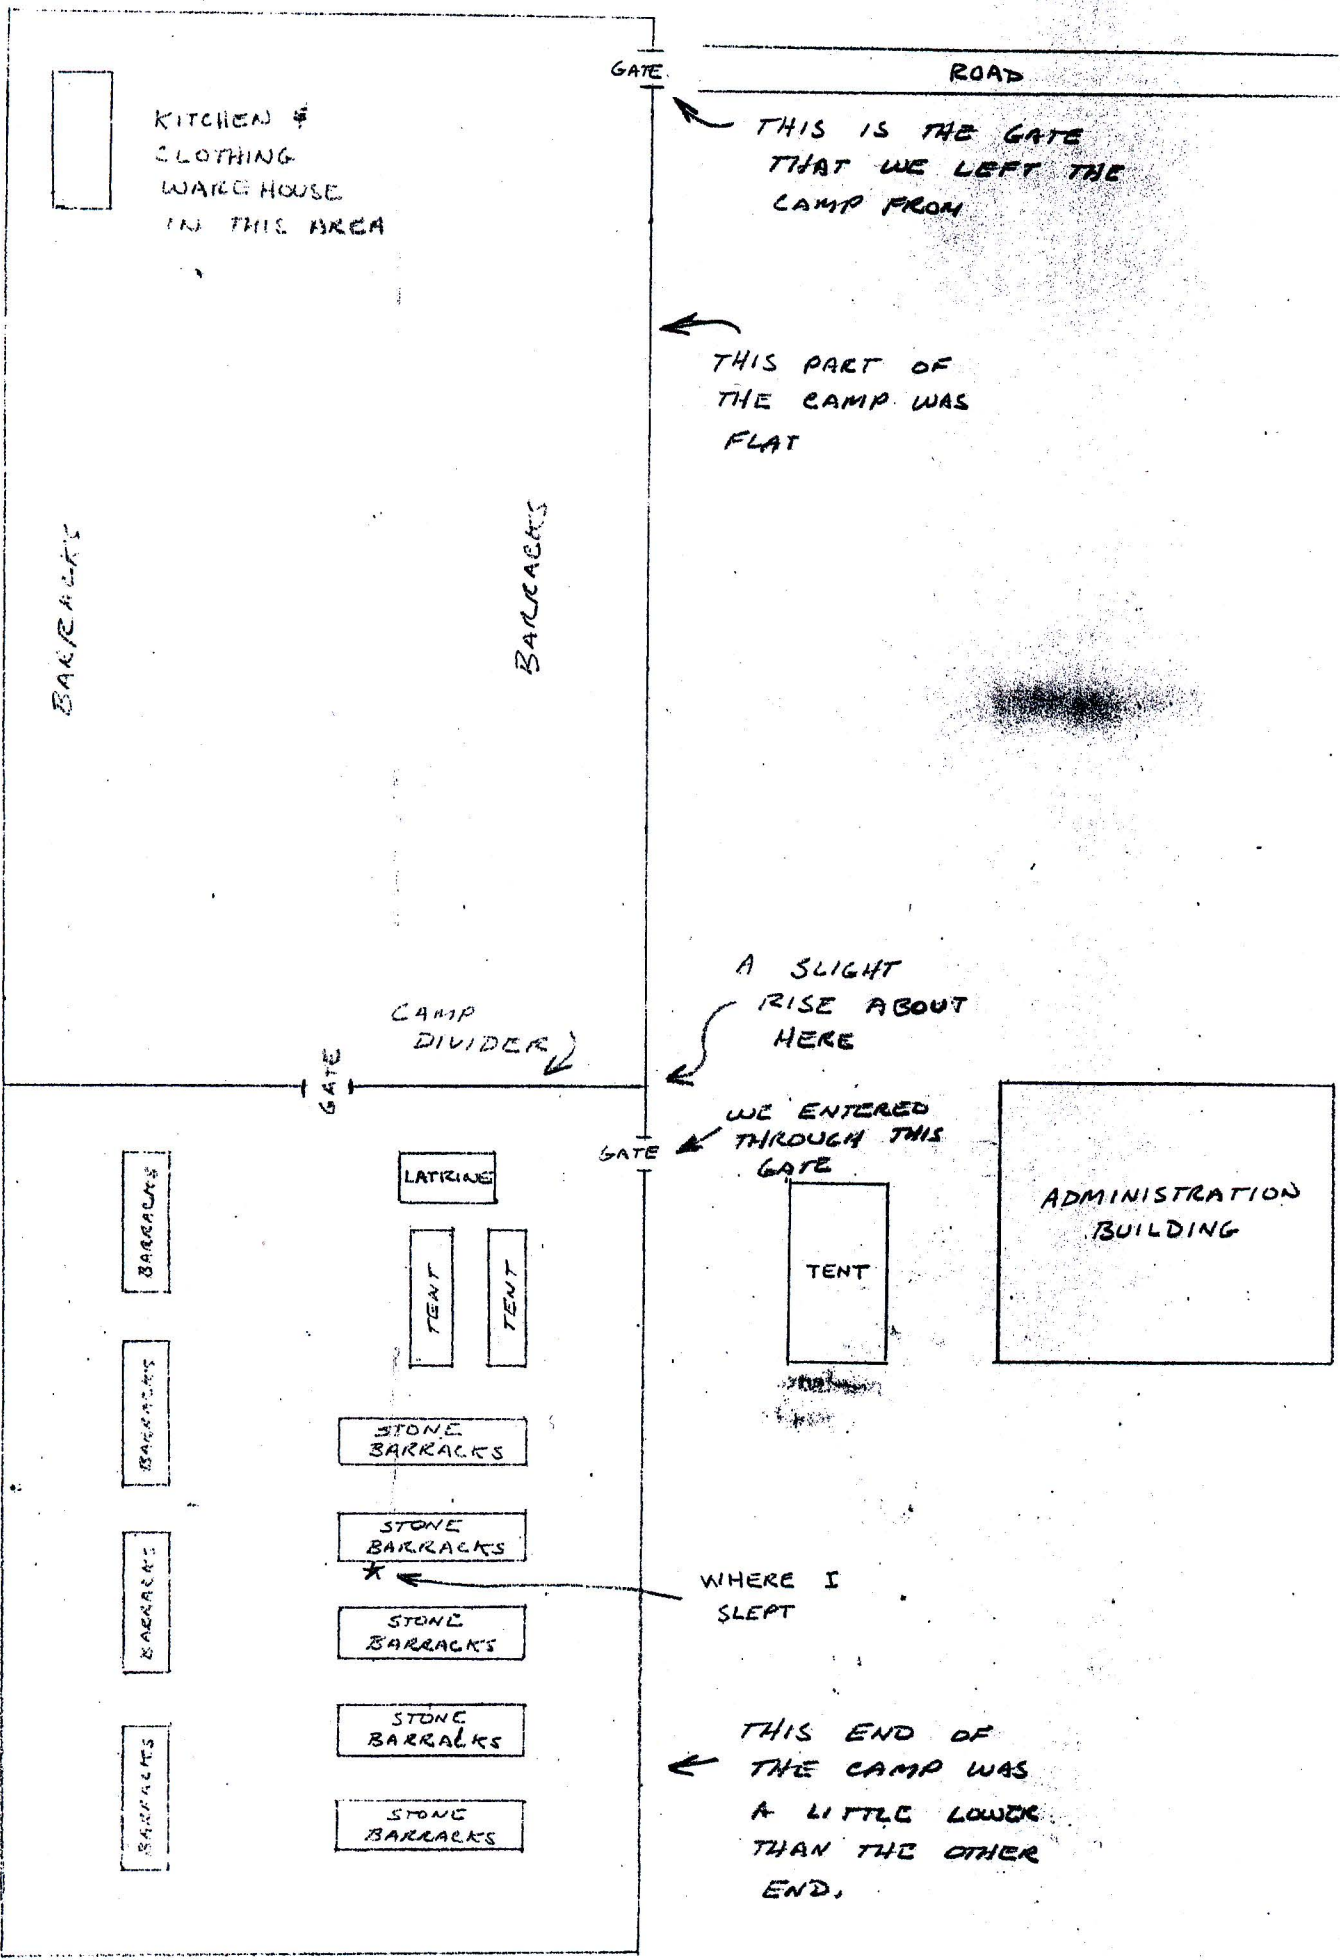 GATE
ROAD
KITCHEN &
CLOTHING
WAREHOUSE
IN THIS AREA
THIS IS THE GATE
THAT WE LEFT THE
CAMP FROM
THIS PART OF
THE CAMP WAS
FLAT
BARRACKS
BARRACKS
A SLIGHT
RISE ABOUT
HERE
CAMP
DIVIDER
GATE
WE ENTERED
THROUGH THIS
GATE
GATE
BARRACKS
LATRINE
TENT
TENT
TENT
ADMINISTRATION
BUILDING
BARRACKS
STONE
BARRACKS
STONE
BARRACKS
WHERE I
SLEPT
BARRACKS
STONE
BARRACKS
STONE
BARRACKS
THIS END OF
THE CAMP WAS
A LITTLE LOWER
THAN THE OTHER
END.
BARRACKS
STONE
BARRACKS